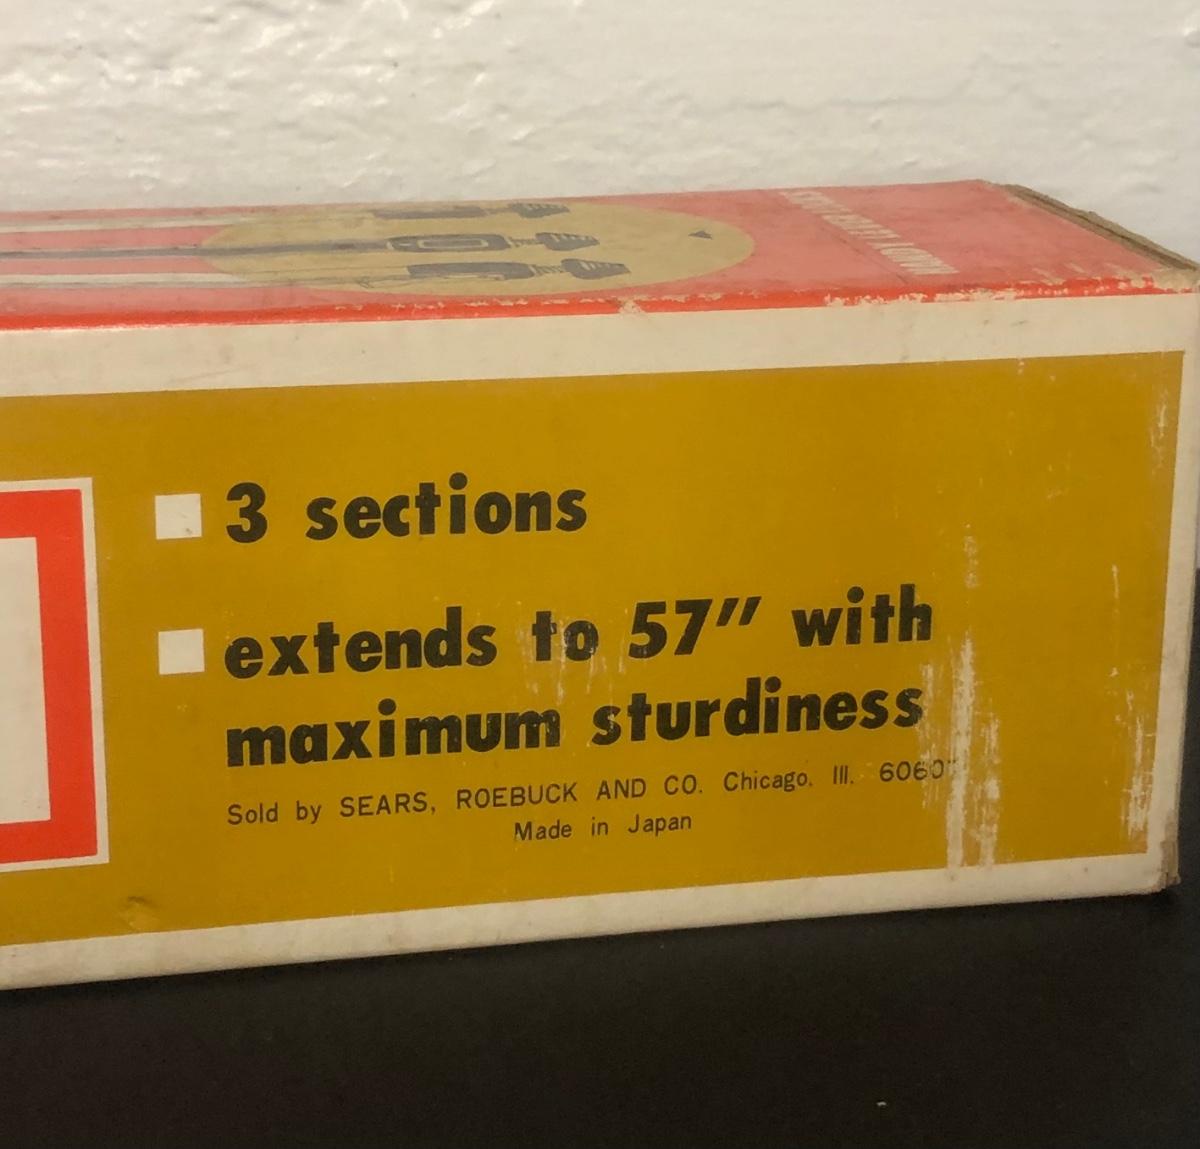 3 sections
extends to 57" with
maximum sturdiness
Sold by SEARS, ROEBUCK AND CO. Chicago, Ill.
Made in Japan